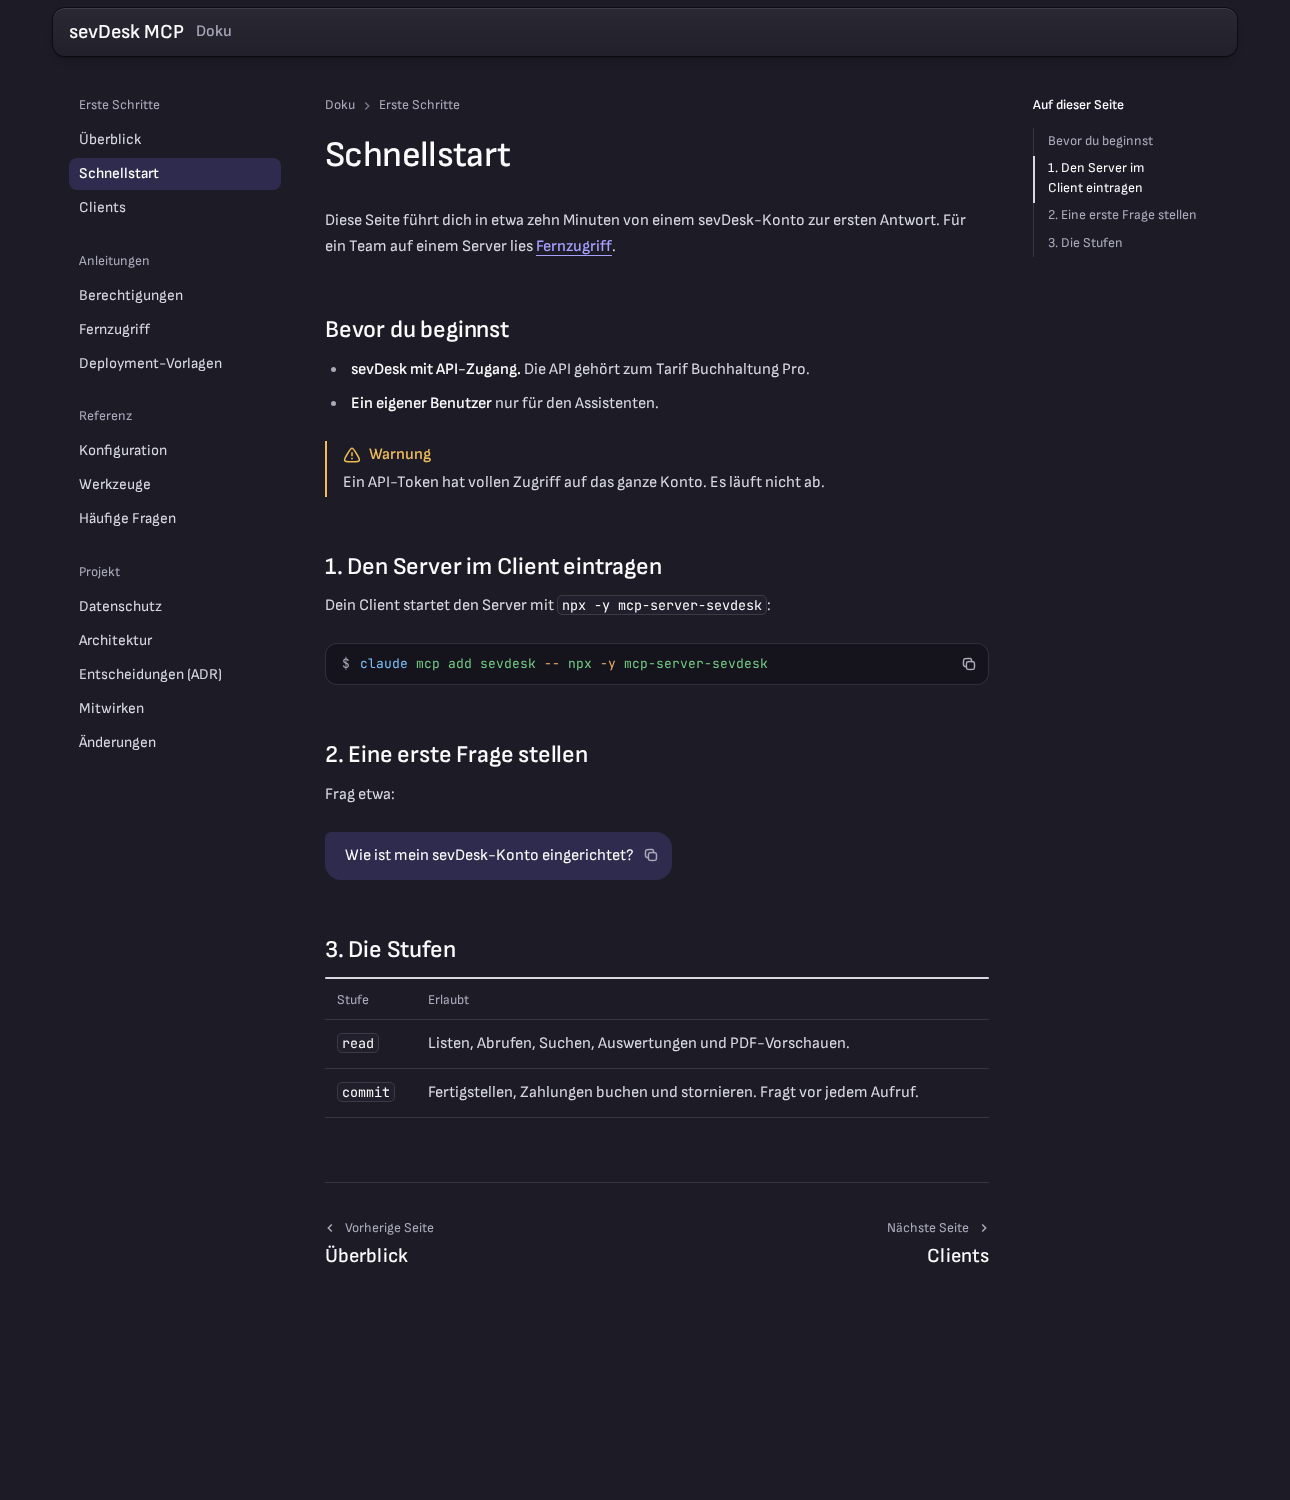 sevDesk MCP Doku
Erste Schritte
Überblick
Schnellstart
Clients
Anleitungen
Berechtigungen
Fernzugriff
Deployment-Vorlagen
Referenz
Konfiguration
Werkzeuge
Häufige Fragen
Projekt
Datenschutz
Architektur
Entscheidungen (ADR)
Mitwirken
Änderungen
Doku > Erste Schritte
Schnellstart
Diese Seite führt dich in etwa zehn Minuten von einem sevDesk-Konto zur ersten Antwort. Für
ein Team auf einem Server lies Fernzugriff.
Bevor du beginnst
• sevDesk mit API-Zugang. Die API gehört zum Tarif Buchhaltung Pro.
• Ein eigener Benutzer nur für den Assistenten.
Warnung
Ein API-Token hat vollen Zugriff auf das ganze Konto. Es läuft nicht ab.
1. Den Server im Client eintragen
Dein Client startet den Server mit npx -y mcp-server-sevdesk:
$ claude mcp add sevdesk -- npx -y mcp-server-sevdesk
2. Eine erste Frage stellen
Frag etwa:
Wie ist mein sevDesk-Konto eingerichtet?
3. Die Stufen
Stufe Erlaubt
read Listen, Abrufen, Suchen, Auswertungen und PDF-Vorschauen.
commit Fertigstellen, Zahlungen buchen und stornieren. Fragt vor jedem Aufruf.
Vorherige Seite
Überblick
Nächste Seite
Clients
Auf dieser Seite
Bevor du beginnst
1. Den Server im
Client eintragen
2. Eine erste Frage stellen
3. Die Stufen